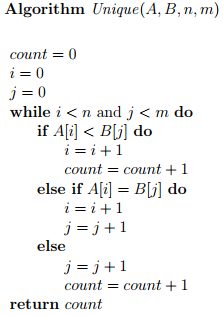 Algorithm Unique(A, B, n, m)
count = 0
i = 0
j = 0
while i < n and j < m do
if A[i] < B[j] do
i = i + 1
count = count + 1
else if A[i] = B[j] do
i = i + 1
j = j + 1
else
j = j + 1
count = count + 1
return count